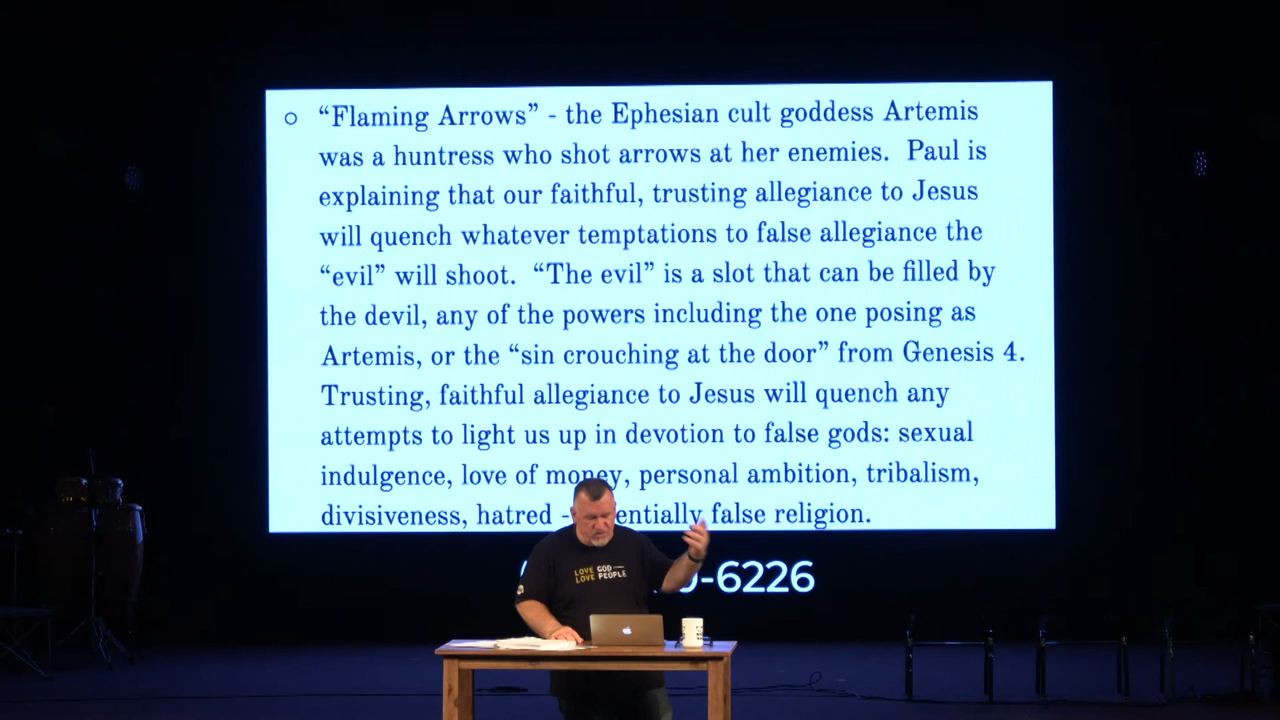 “Flaming Arrows” - the Ephesian cult goddess Artemis
was a huntress who shot arrows at her enemies. Paul is
explaining that our faithful, trusting allegiance to Jesus
will quench whatever temptations to false allegiance the
“evil” will shoot. “The evil” is a slot that can be filled by
the devil, any of the powers including the one posing as
Artemis, or the “sin crouching at the door” from Genesis 4.
Trusting, faithful allegiance to Jesus will quench any
attempts to light us up in devotion to false gods: sexual
indulgence, love of money, personal ambition, tribalism,
divisiveness, hatred - false religion.
-6226
LOVE GOD
LOVE PEOPLE